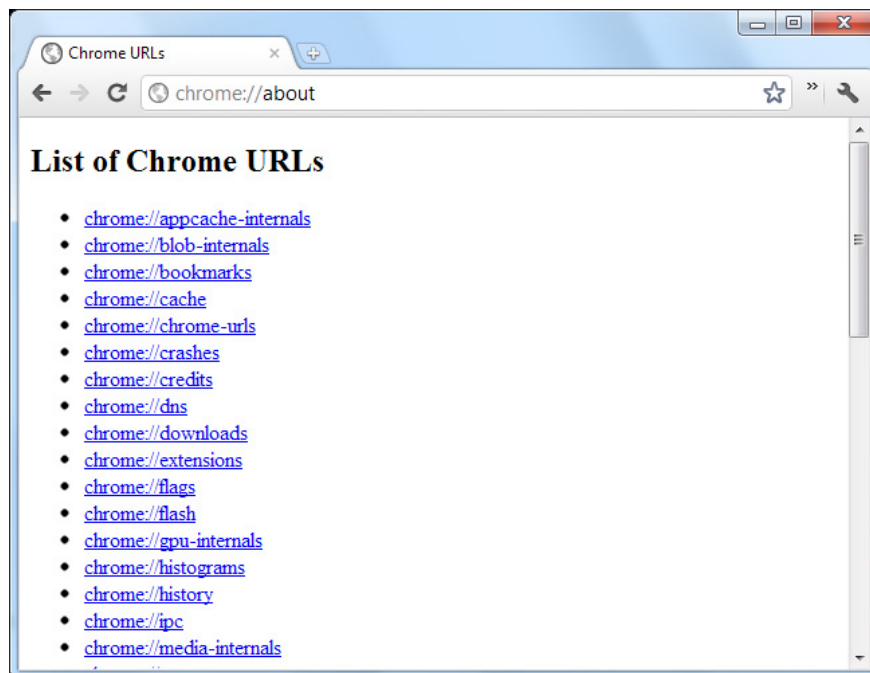 Chrome URLs
chrome://about
List of Chrome URLs
chrome://appcache-internals
chrome://blob-internals
chrome://bookmarks
chrome://cache
chrome://chrome-urls
chrome://crashes
chrome://credits
chrome://dns
chrome://downloads
chrome://extensions
chrome://flags
chrome://flash
chrome://gpu-internals
chrome://histograms
chrome://history
chrome://ipc
chrome://media-internals